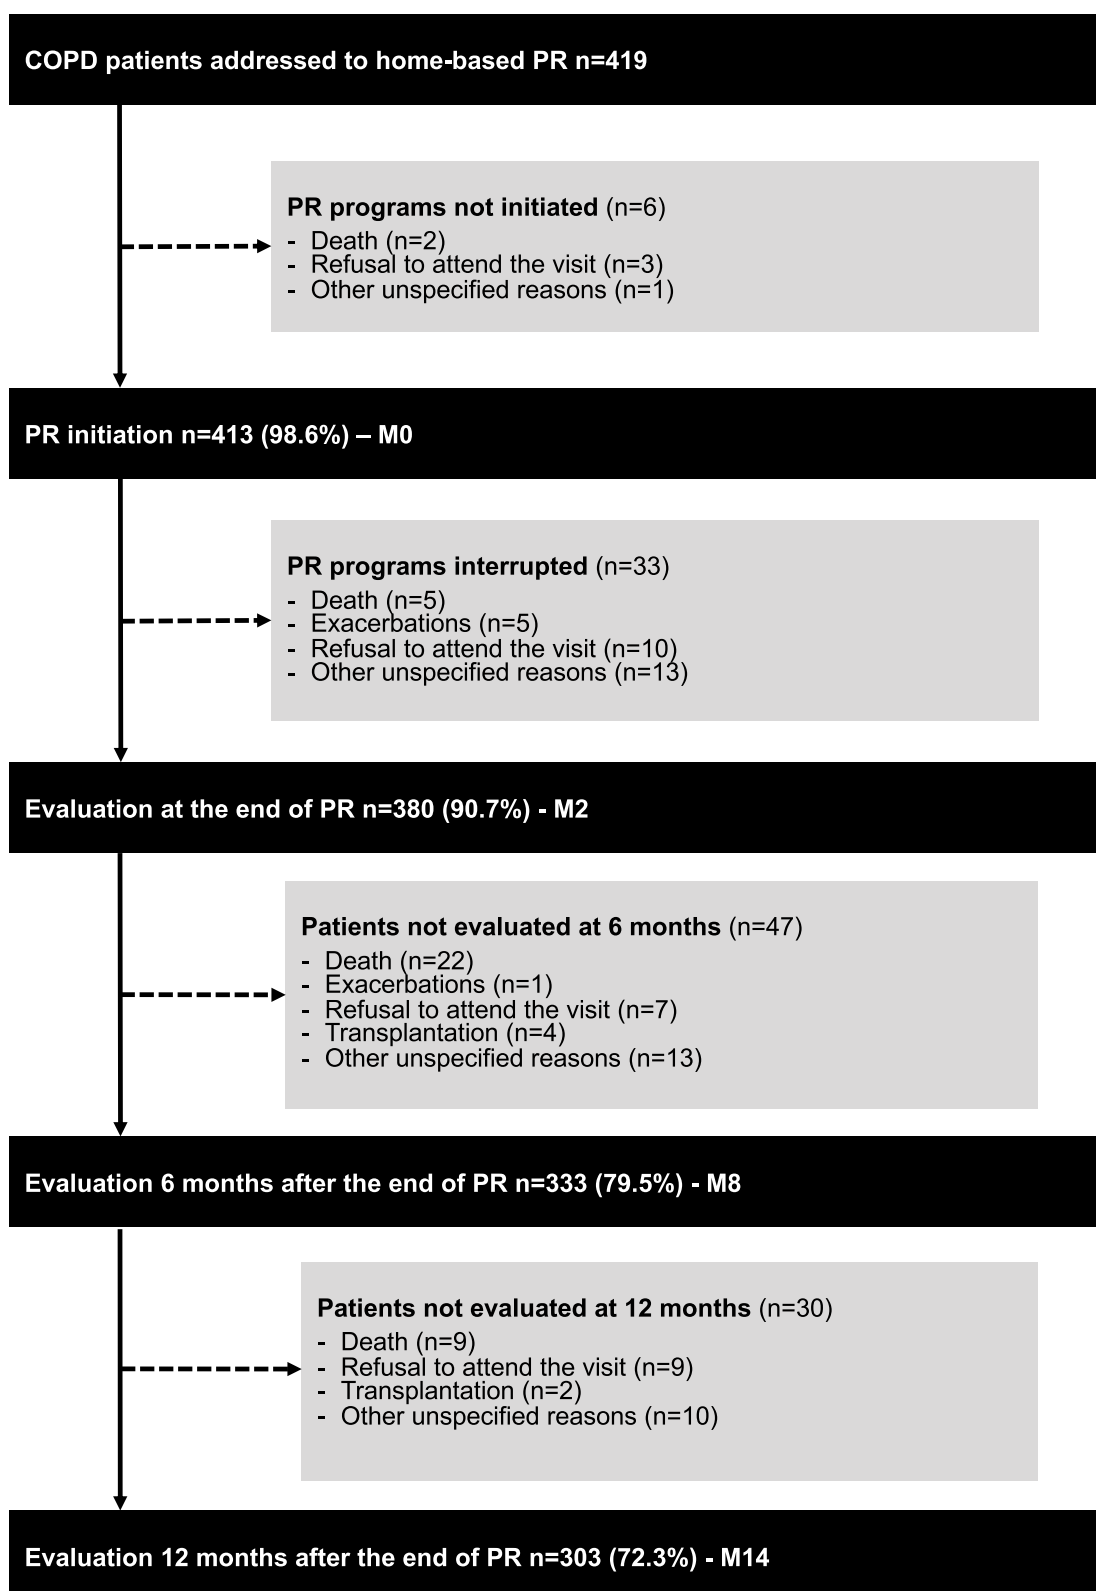 COPD patients addressed to home-based PR n=419
PR programs not initiated (n=6)
- Death (n=2)
- Refusal to attend the visit (n=3)
- Other unspecified reasons (n=1)
PR initiation n=413 (98.6%) – M0
PR programs interrupted (n=33)
- Death (n=5)
- Exacerbations (n=5)
- Refusal to attend the visit (n=10)
- Other unspecified reasons (n=13)
Evaluation at the end of PR n=380 (90.7%) - M2
Patients not evaluated at 6 months (n=47)
- Death (n=22)
- Exacerbations (n=1)
- Refusal to attend the visit (n=7)
- Transplantation (n=4)
- Other unspecified reasons (n=13)
Evaluation 6 months after the end of PR n=333 (79.5%) - M8
Patients not evaluated at 12 months (n=30)
- Death (n=9)
- Refusal to attend the visit (n=9)
- Transplantation (n=2)
- Other unspecified reasons (n=10)
Evaluation 12 months after the end of PR n=303 (72.3%) - M14